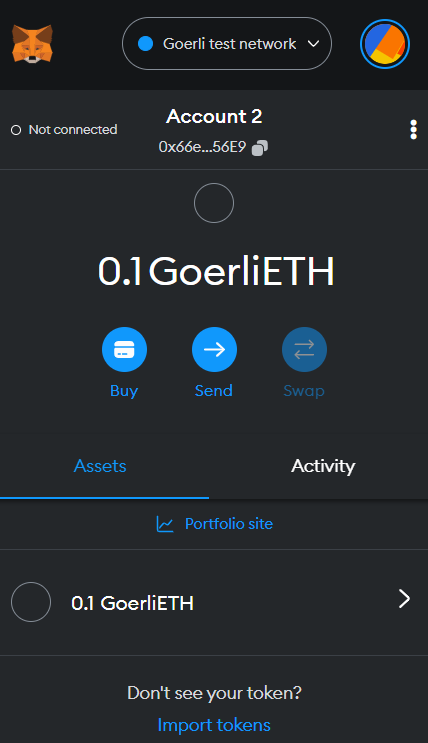 Goerli test network
Not connected
Account 2
0x66e...56E9
0.1 GoerliETH
Buy
Send
Swap
Assets
Activity
Portfolio site
0.1 GoerliETH
Don't see your token?
Import tokens